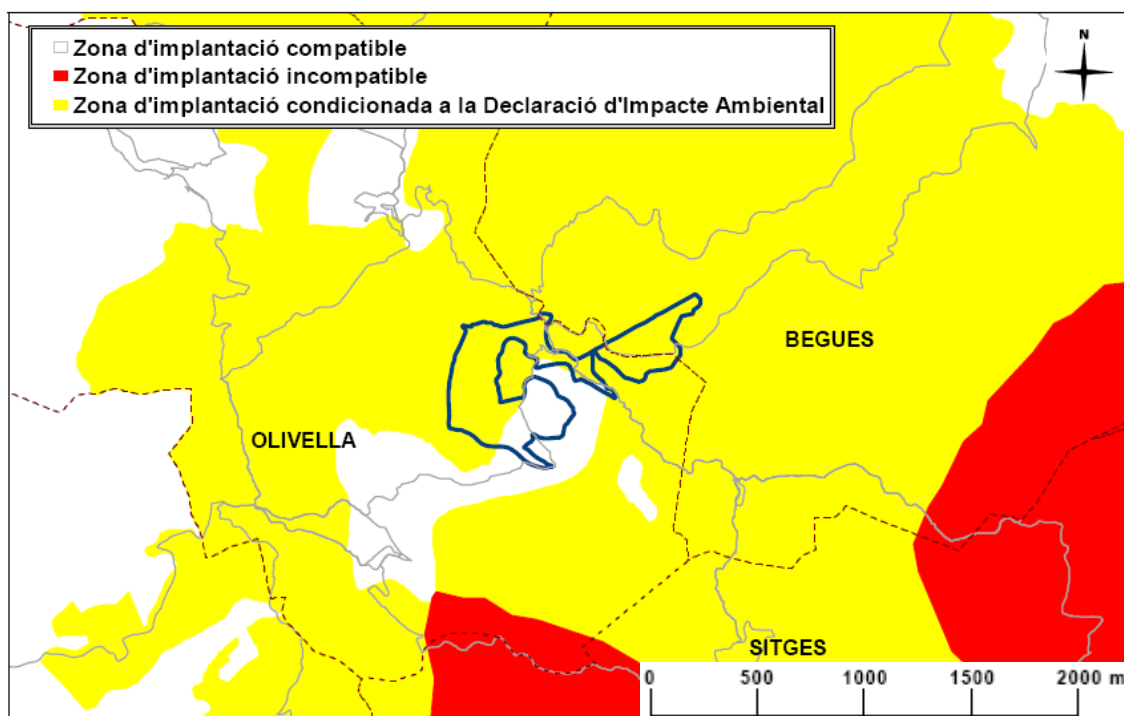 Zona d'implantació compatible
Zona d'implantació incompatible
Zona d'implantació condicionada a la Declaració d'Impacte Ambiental
N
BEGUES
OLIVELLA
SITGES
0 500 1000 1500 2000 m